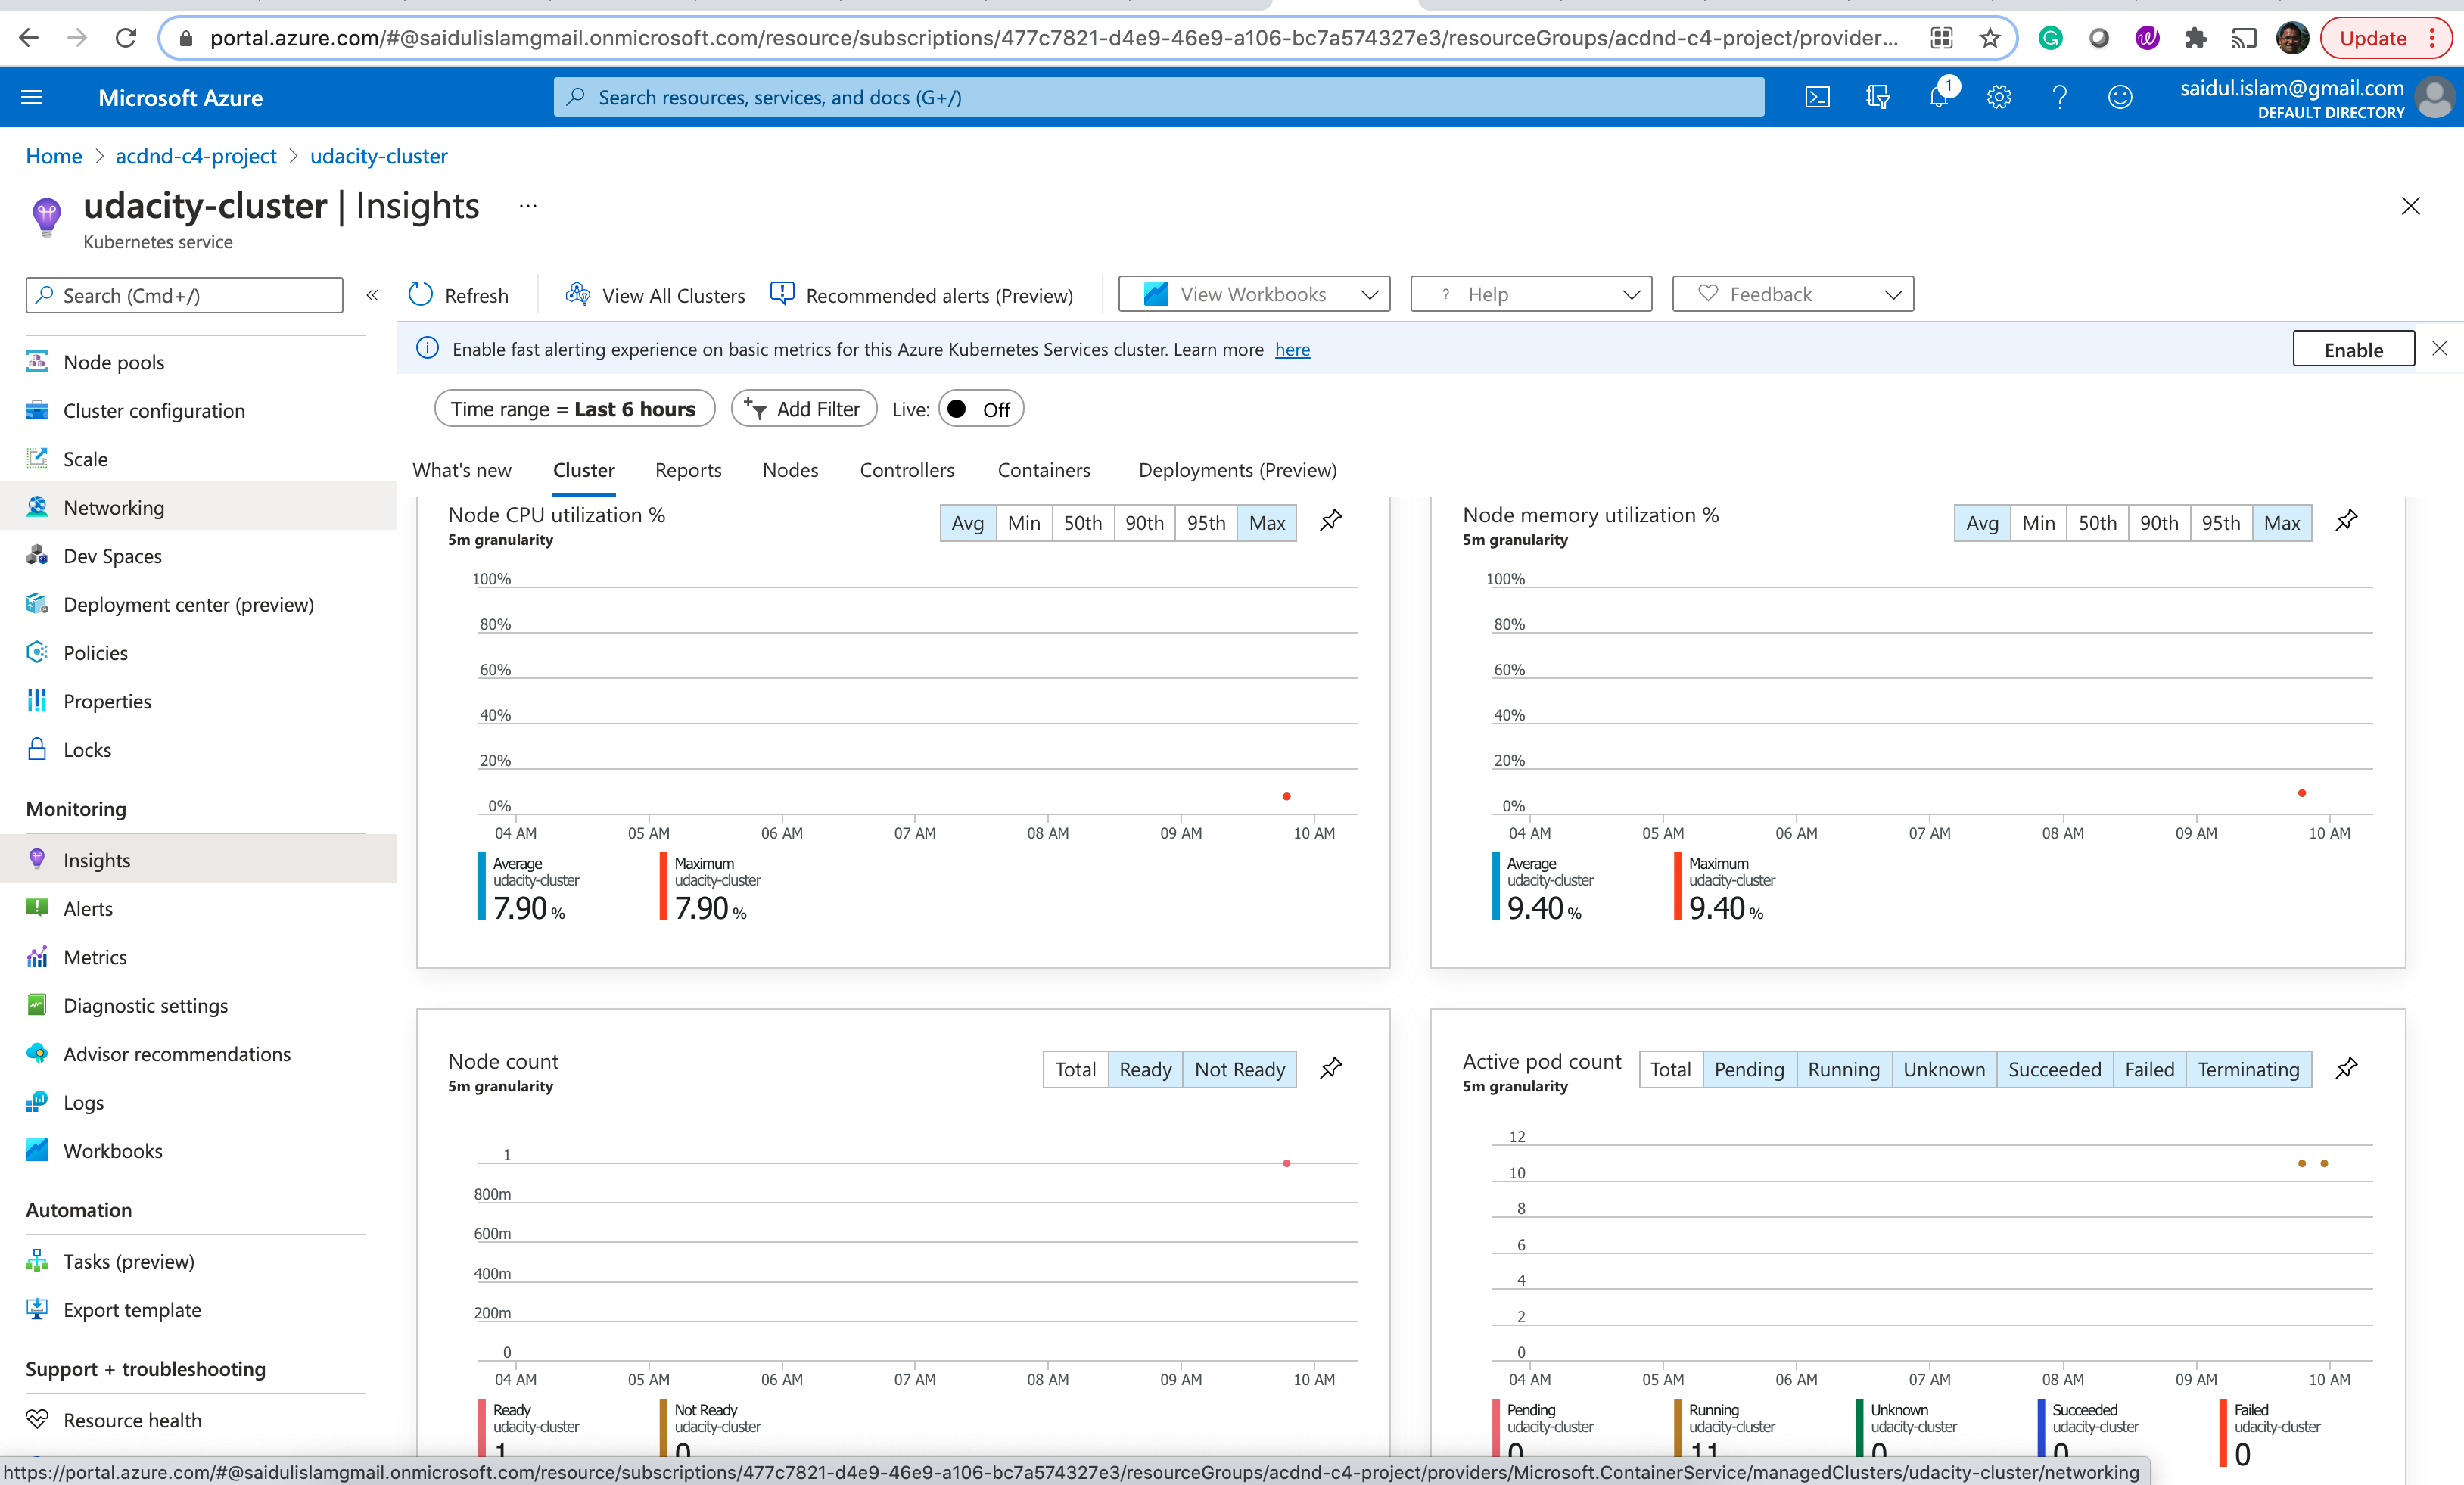 portal.azure.com/#@saidulislamgmail.onmicrosoft.com/resource/subscriptions/477c7821-d4e9-46e9-a106-bc7a574327e3/resourceGroups/acdnd-c4-project/provider...
Update
Microsoft Azure
Search resources, services, and docs (G+/)
1
saidul.islam@gmail.com
DEFAULT DIRECTORY
Home > acdnd-c4-project > udacity-cluster
udacity-cluster | Insights ...
Kubernetes service
Search (Cmd+/)
«
Refresh
View All Clusters
Recommended alerts (Preview)
View Workbooks
? Help
Feedback
Enable fast alerting experience on basic metrics for this Azure Kubernetes Services cluster. Learn more here
Enable
Time range = Last 6 hours
Add Filter
Live: Off
What's new
Cluster
Reports
Nodes
Controllers
Containers
Deployments (Preview)
Node pools
Cluster configuration
Scale
Networking
Dev Spaces
Deployment center (preview)
Policies
Properties
Locks
Monitoring
Insights
Alerts
Metrics
Diagnostic settings
Advisor recommendations
Logs
Workbooks
Automation
Tasks (preview)
Export template
Support + troubleshooting
Resource health
Node CPU utilization %
5m granularity
Avg Min 50th 90th 95th Max
100%
80%
60%
40%
20%
0%
04 AM 05 AM 06 AM 07 AM 08 AM 09 AM 10 AM
Average
udacity-cluster
7.90 %
Maximum
udacity-cluster
7.90 %
Node memory utilization %
5m granularity
Avg Min 50th 90th 95th Max
100%
80%
60%
40%
20%
0%
04 AM 05 AM 06 AM 07 AM 08 AM 09 AM 10 AM
Average
udacity-cluster
9.40 %
Maximum
udacity-cluster
9.40 %
Node count
5m granularity
Total Ready Not Ready
1
800m
600m
400m
200m
0
04 AM 05 AM 06 AM 07 AM 08 AM 09 AM 10 AM
Ready
udacity-cluster
1
Not Ready
udacity-cluster
0
Active pod count
5m granularity
Total Pending Running Unknown Succeeded Failed Terminating
12
10
8
6
4
2
0
04 AM 05 AM 06 AM 07 AM 08 AM 09 AM 10 AM
Pending
udacity-cluster
0
Running
udacity-cluster
11
Unknown
udacity-cluster
0
Succeeded
udacity-cluster
0
Failed
udacity-cluster
0
https://portal.azure.com/#@saidulislamgmail.onmicrosoft.com/resource/subscriptions/477c7821-d4e9-46e9-a106-bc7a574327e3/resourceGroups/acdnd-c4-project/providers/Microsoft.ContainerService/managedClusters/udacity-cluster/networking